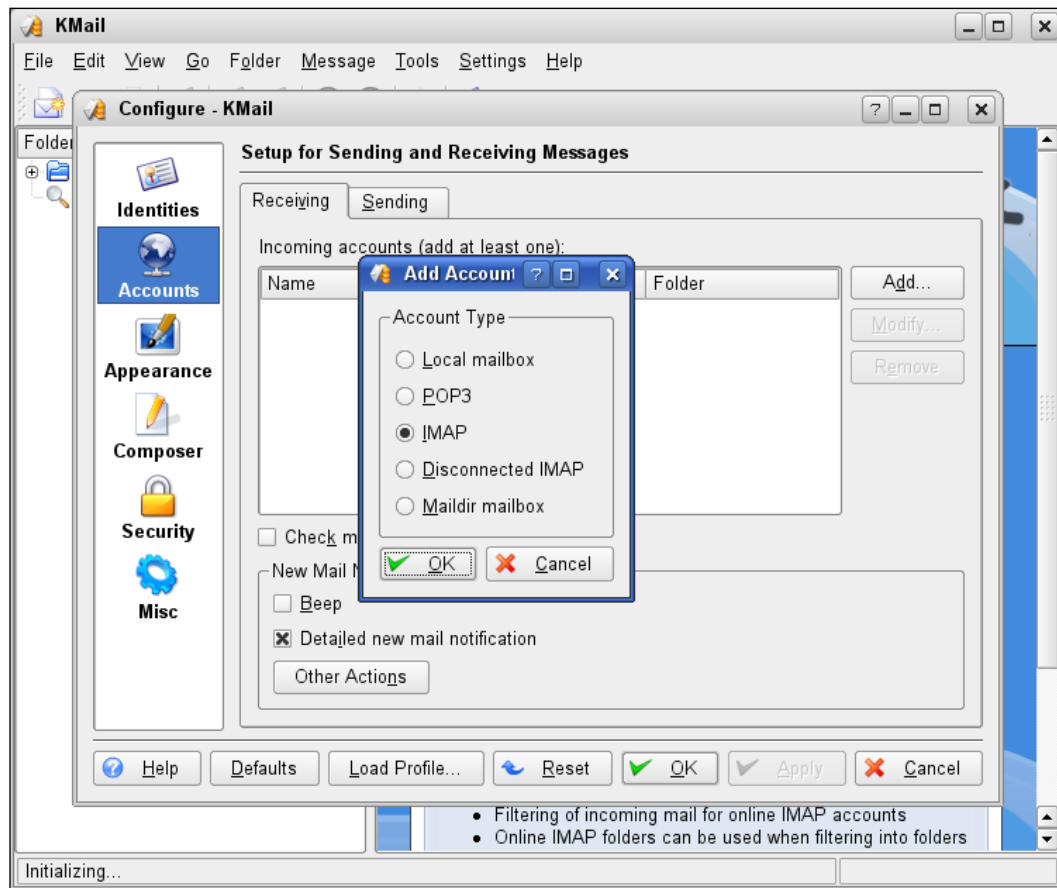 KMail
File Edit View Go Folder Message Tools Settings Help
Configure - KMail
Folder
Setup for Sending and Receiving Messages
Identities
Accounts
Appearance
Composer
Security
Misc
Receiving Sending
Incoming accounts (add at least one):
Name Folder
Add...
Modify...
Remove
Add Account
Account Type
Local mailbox
POP3
IMAP
Disconnected IMAP
Maildir mailbox
OK Cancel
Check m
New Mail N
Beep
Detailed new mail notification
Other Actions
Help Defaults Load Profile... Reset OK Apply Cancel
• Filtering of incoming mail for online IMAP accounts
• Online IMAP folders can be used when filtering into folders
Initializing...